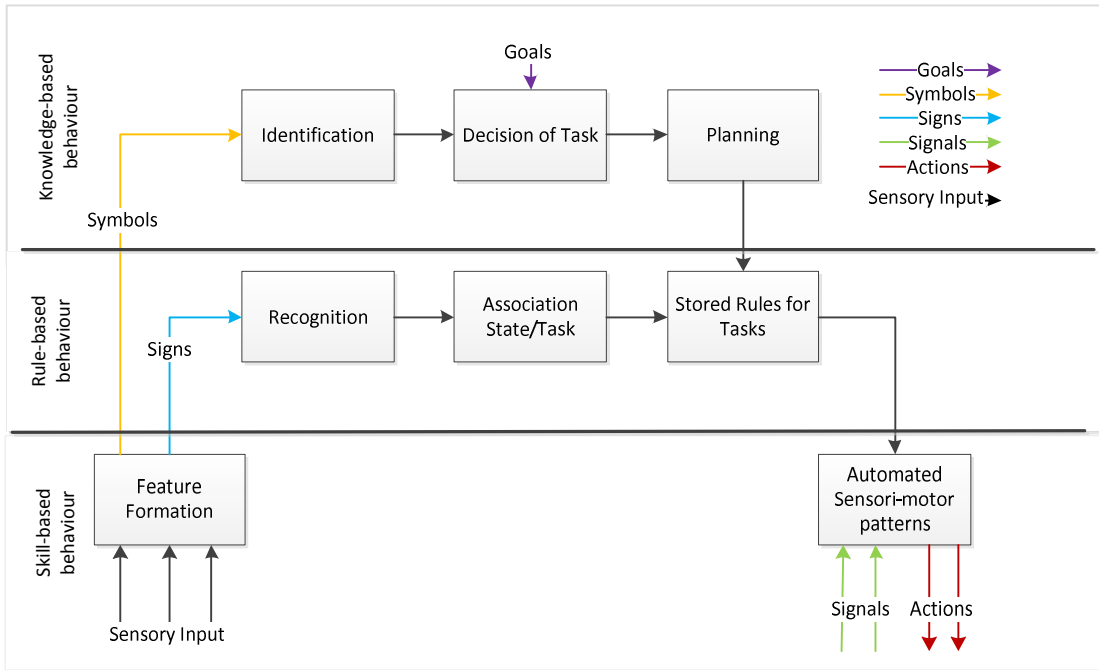 Knowledge-based
behaviour
Goals
Identification
Decision of Task
Planning
Goals
Symbols
Signs
Signals
Actions
Sensory Input
Symbols
Rule-based
behaviour
Recognition
Association
State/Task
Stored Rules for
Tasks
Signs
Skill-based
behaviour
Feature
Formation
Automated
Sensori-motor
patterns
Sensory Input
Signals
Actions